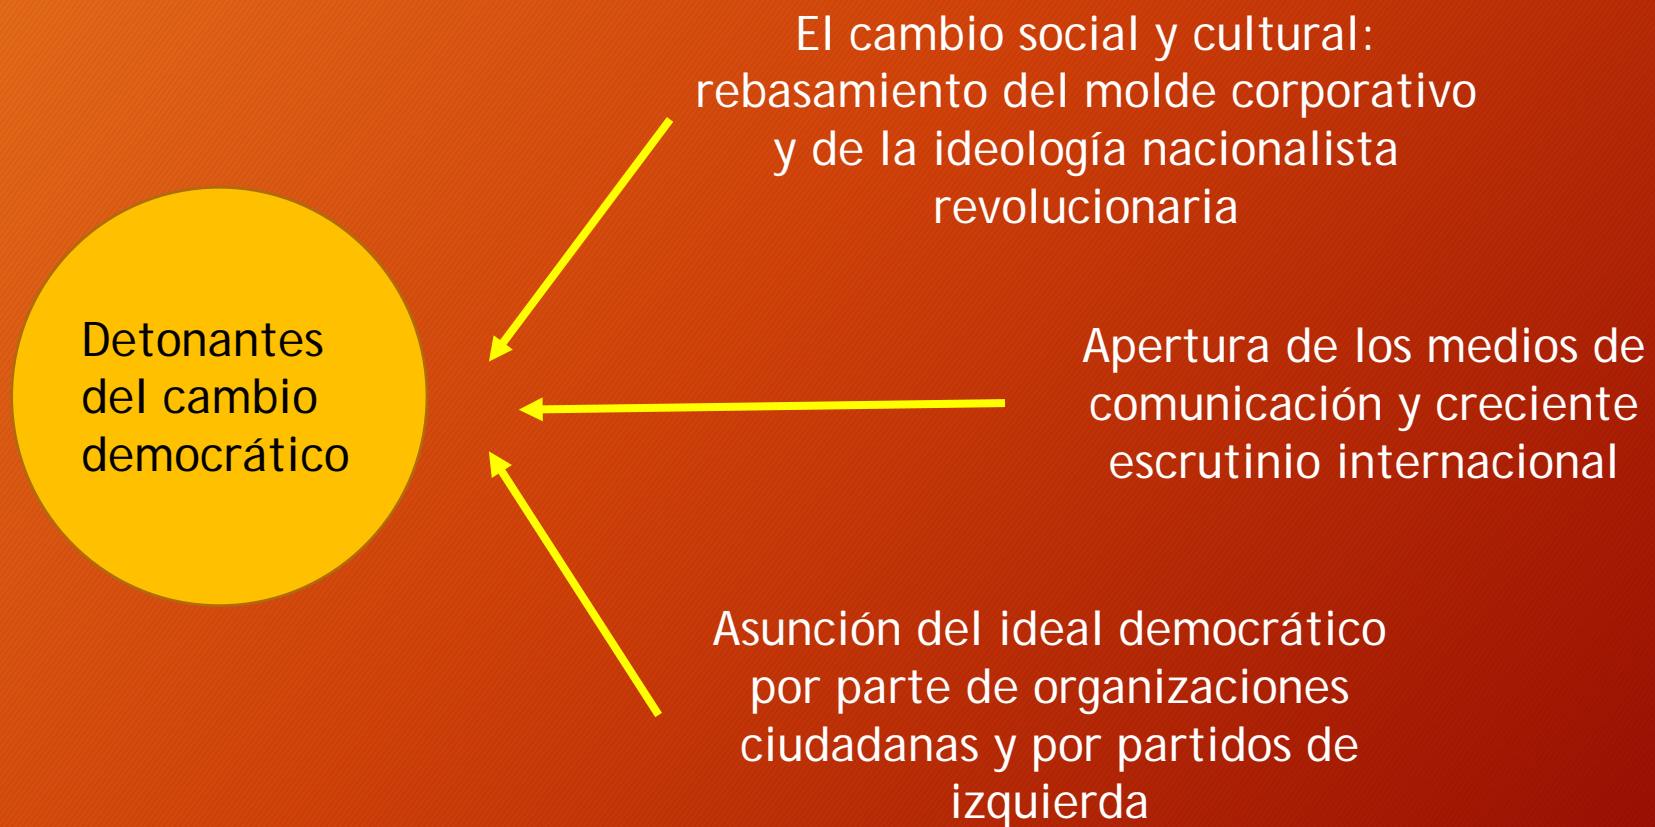 El cambio social y cultural:
rebasamiento del molde corporativo
y de la ideología nacionalista
revolucionaria
Detonantes
del cambio
democrático
Apertura de los medios de
comunicación y creciente
escrutinio internacional
Asunción del ideal democrático
por parte de organizaciones
ciudadanas y por partidos de
izquierda